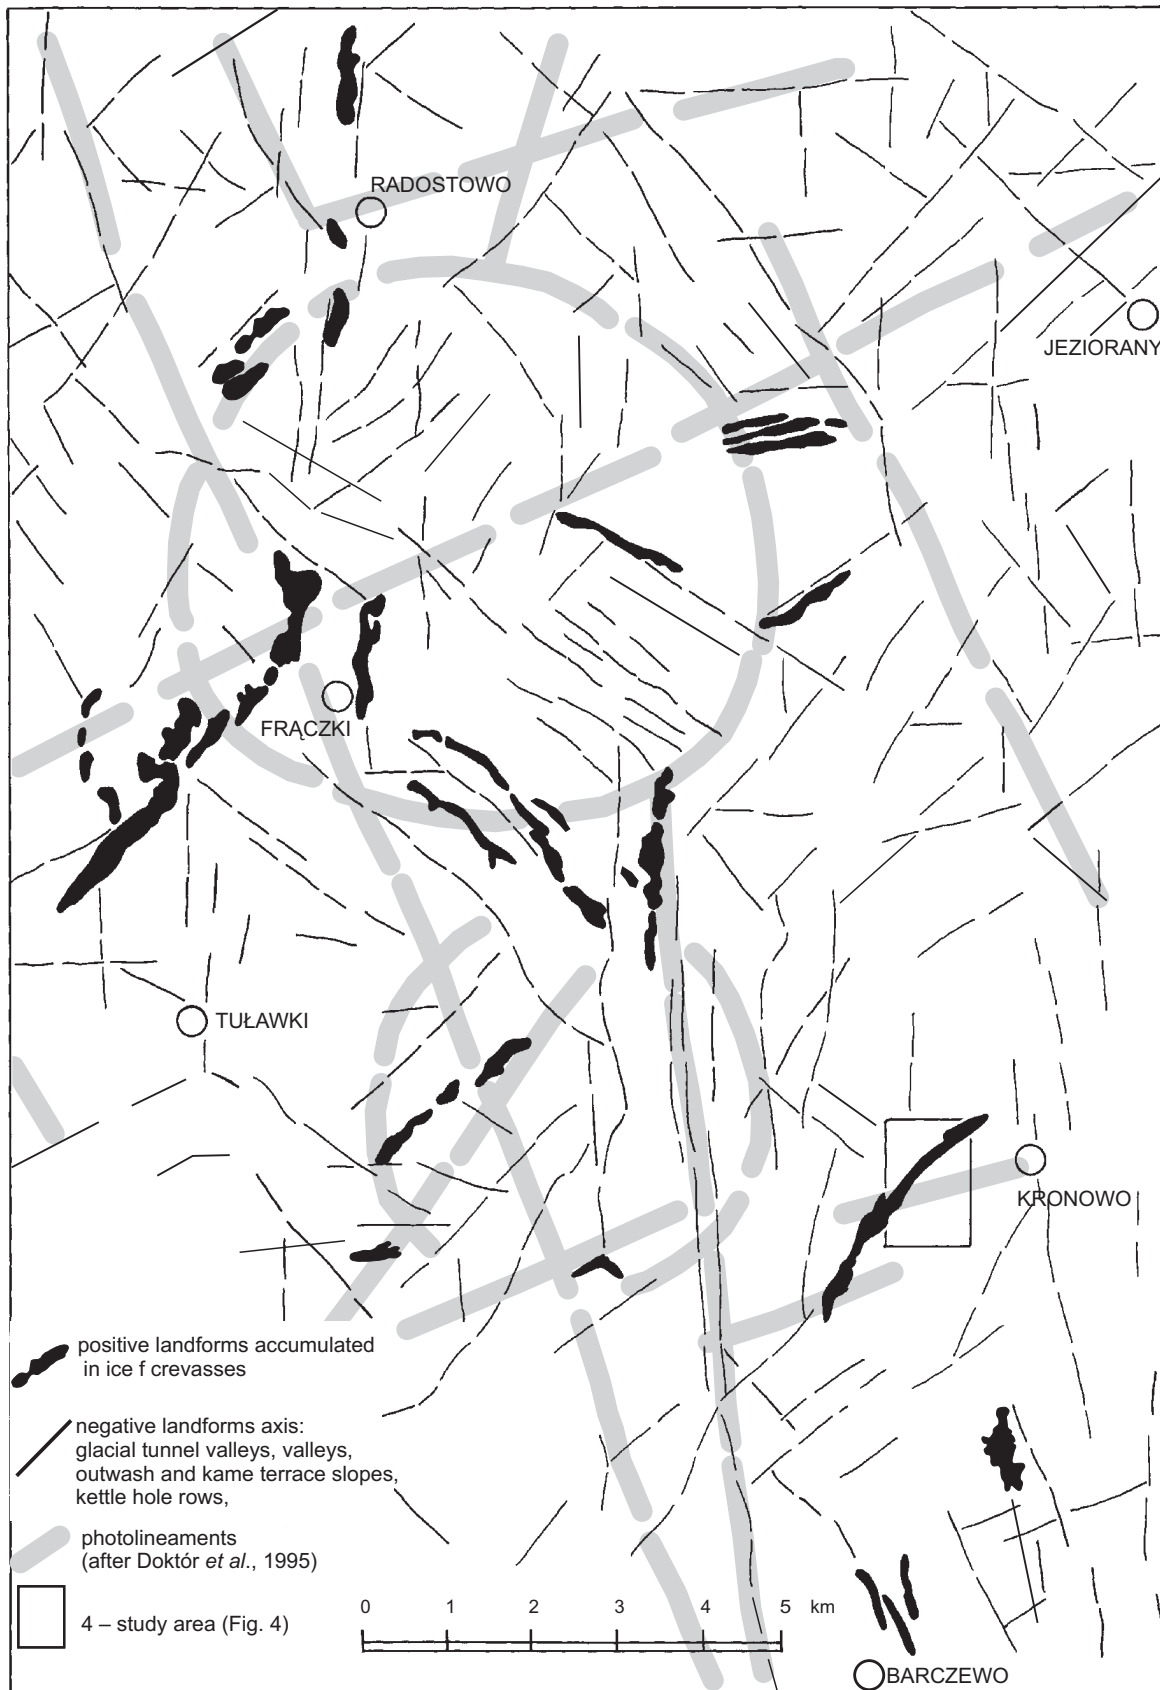 RADOSTOWO
JEZIORANY
FRĄCZKI
TUŁAWKI
KRONOWO
positive landforms accumulated
in ice f crevasses
negative landforms axis:
glacial tunnel valleys, valleys,
outwash and kame terrace slopes,
kettle hole rows,
photolineaments
(after Doktór et al., 1995)
4 – study area (Fig. 4)
0 1 2 3 4 5 km
BARCZEWO